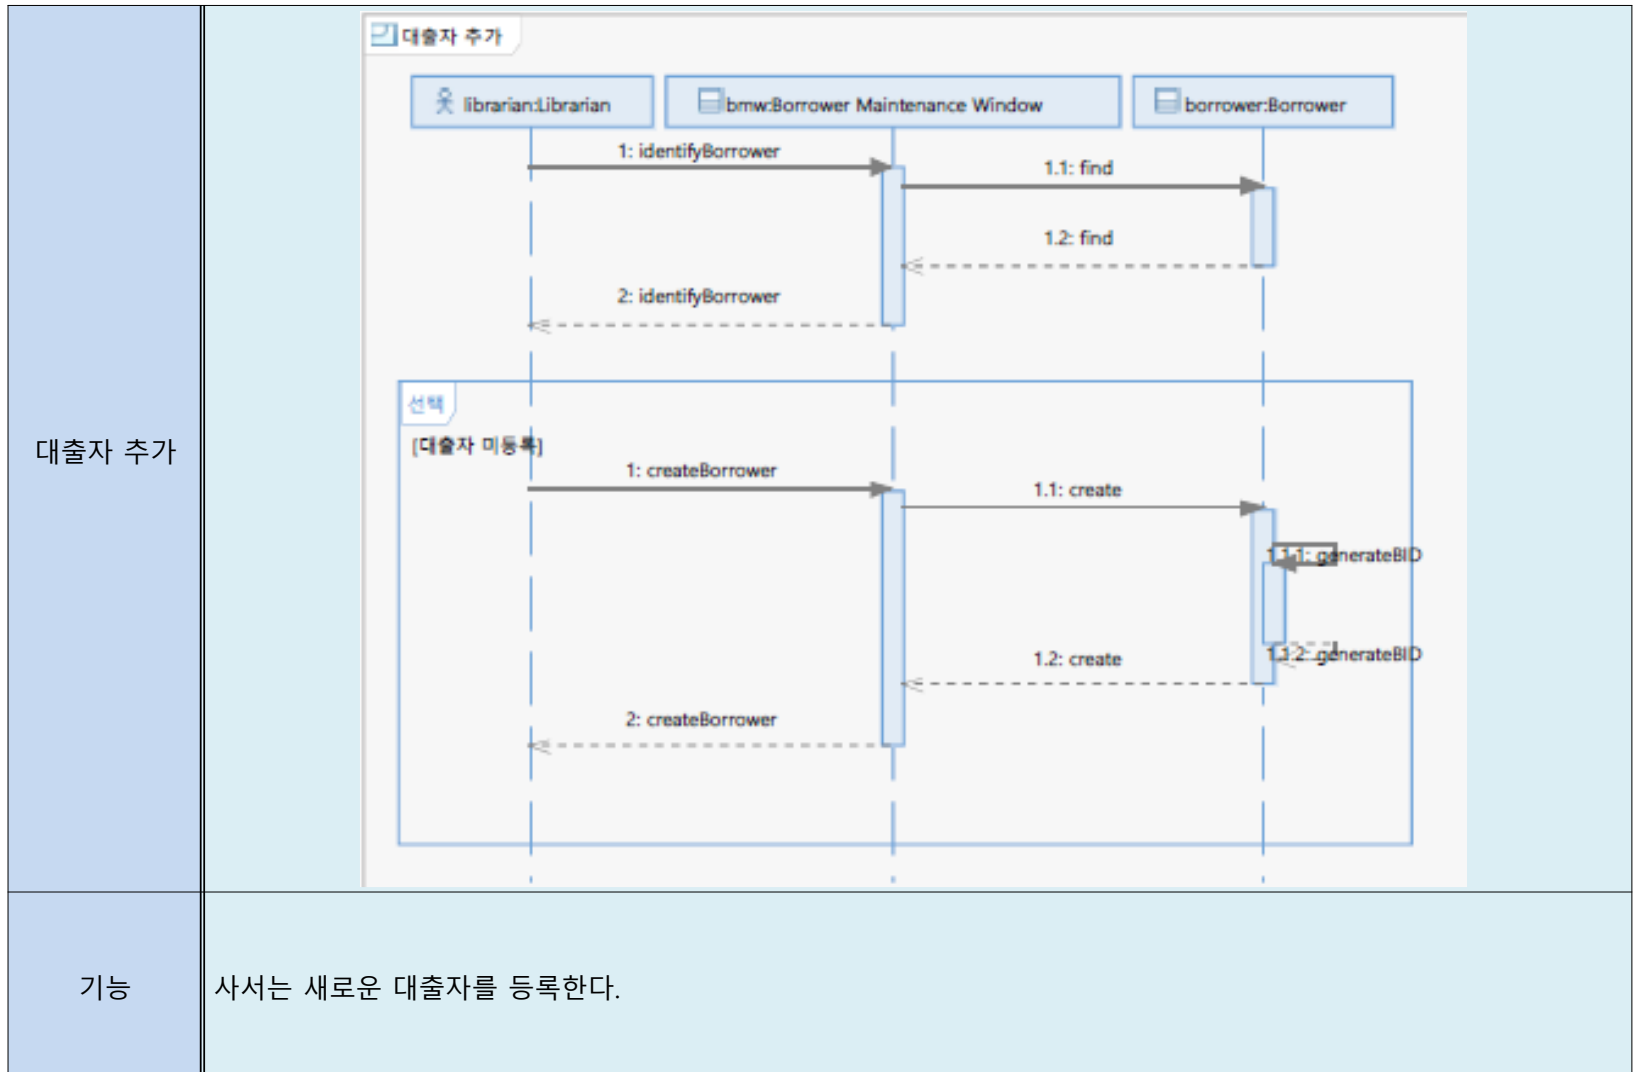 대출자 추가
librarian:Librarian
bmw:Borrower Maintenance Window
borrower:Borrower
1: identifyBorrower
1.1: find
1.2: find
2: identifyBorrower
선택
[대출자 미등록]
1: createBorrower
1.1: create
1.1.1: generateBID
1.1.2: generateBID
1.2: create
2: createBorrower
대출자 추가
기능
사서는 새로운 대출자를 등록한다.